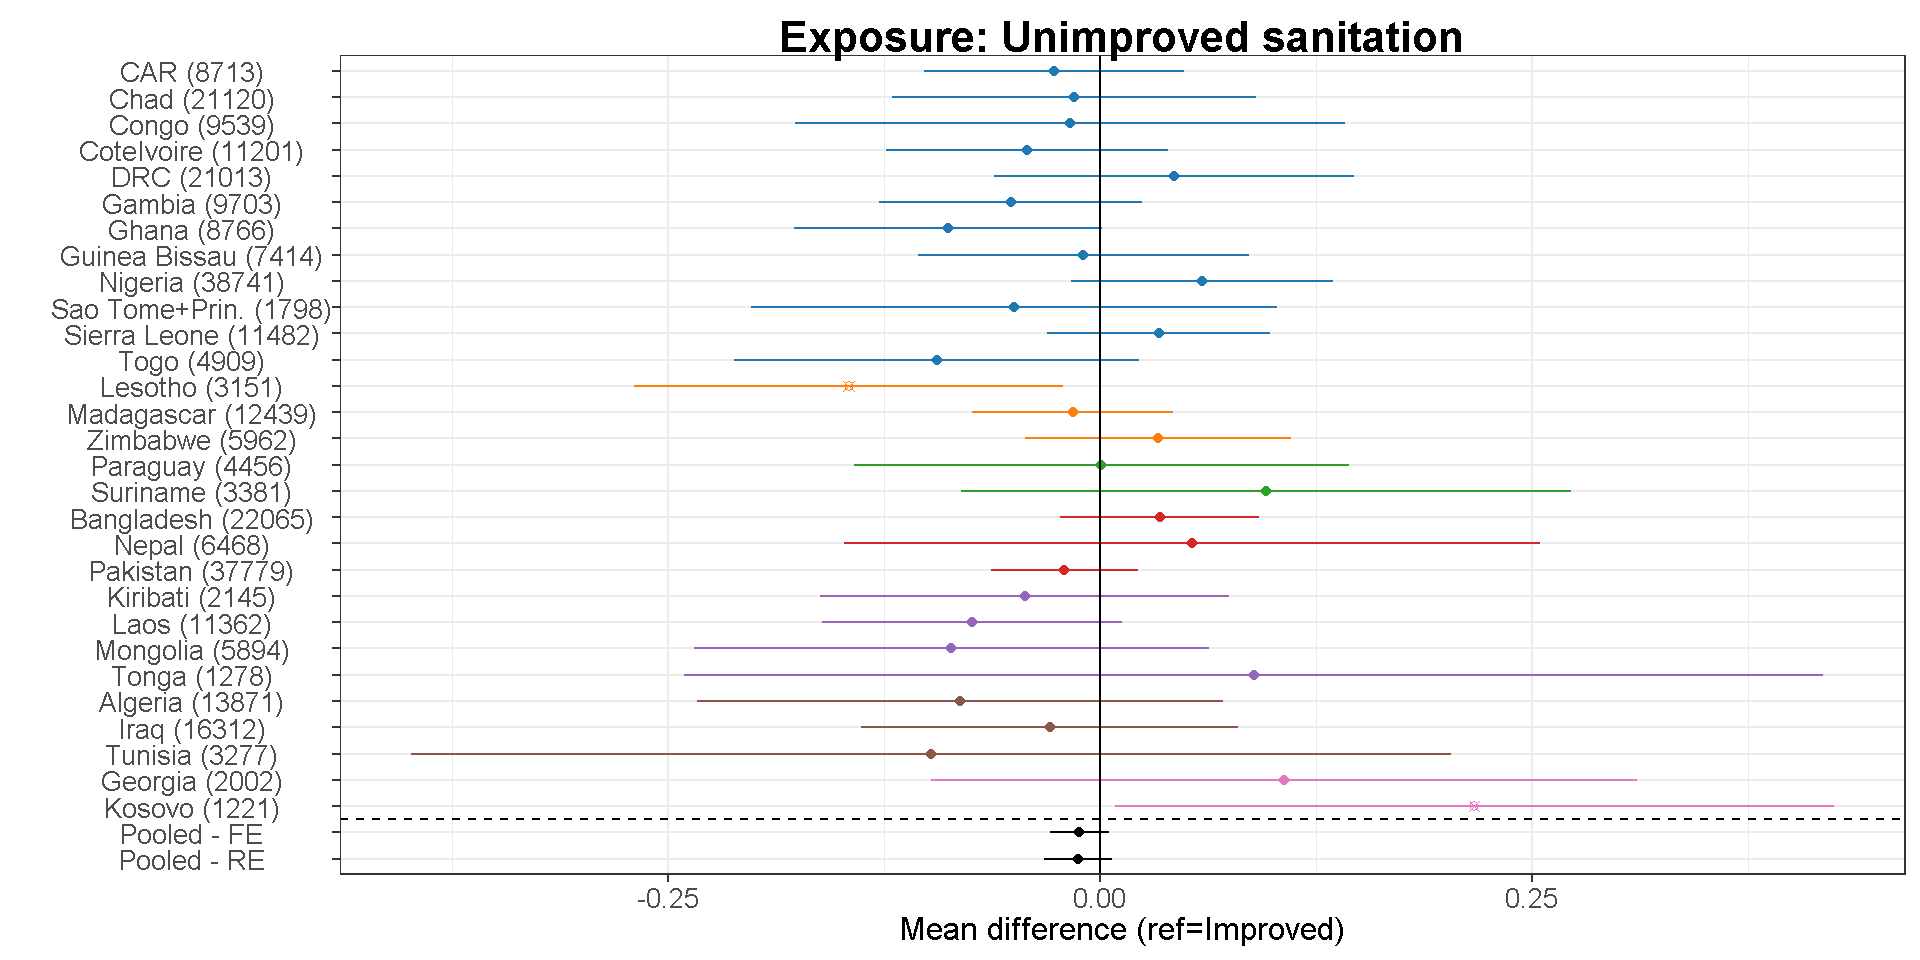 Exposure: Unimproved sanitation
CAR (8713)
Chad (21120)
Congo (9539)
CoteIvoire (11201)
DRC (21013)
Gambia (9703)
Ghana (8766)
Guinea Bissau (7414)
Nigeria (38741)
Sao Tome+Prin. (1798)
Sierra Leone (11482)
Togo (4909)
Lesotho (3151)
Madagascar (12439)
Zimbabwe (5962)
Paraguay (4456)
Suriname (3381)
Bangladesh (22065)
Nepal (6468)
Pakistan (37779)
Kiribati (2145)
Laos (11362)
Mongolia (5894)
Tonga (1278)
Algeria (13871)
Iraq (16312)
Tunisia (3277)
Georgia (2002)
Kosovo (1221)
Pooled - FE
Pooled - RE
-0.25 0.00 0.25
Mean difference (ref=Improved)